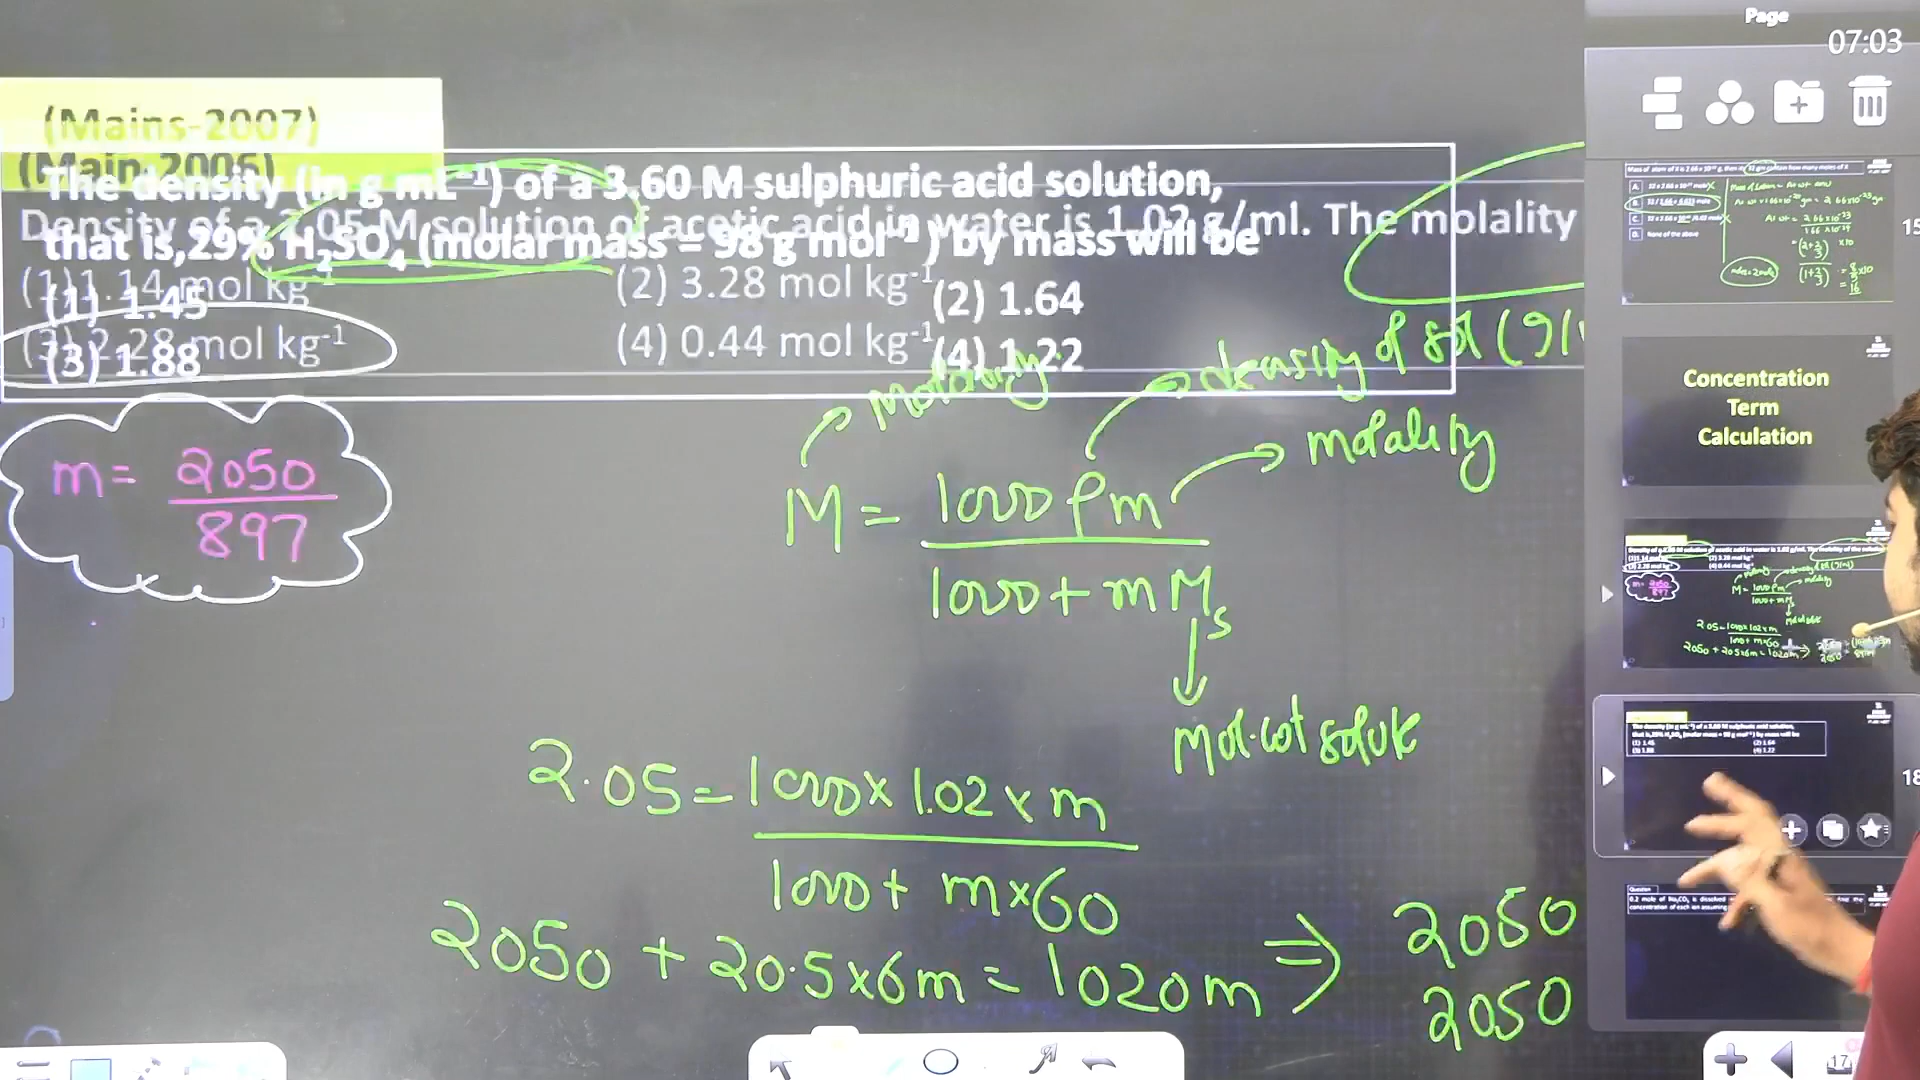 Page
07:03
(Mains-2007)
(Main 2006)
The density (in g mL⁻¹) of a 3.60 M sulphuric acid solution,
Density of a 2.05 M solution of acetic acid in water is 1.02 g/ml. The molality
that is,29% H₂SO₄ (molar mass = 98 g mol⁻¹ ) by mass will be
(1)1.14 mol kg⁻¹ (2) 3.28 mol kg⁻¹
(1) 1.45 (2) 1.64
(3) 2.28 mol kg⁻¹ (4) 0.44 mol kg⁻¹
(3) 1.88 (4) 1.22
molarity
density of sol (g/
molality
m = 2050/897
M = 1000 ρ m / 1000 + m Mₛ
Mol.wt solute
2.05 = 1000 × 1.02 × m / 1000 + m×60
2050 + 20.5×6m = 1020m ⇒ 2050
2050
15
Concentration
Term
Calculation
18
17